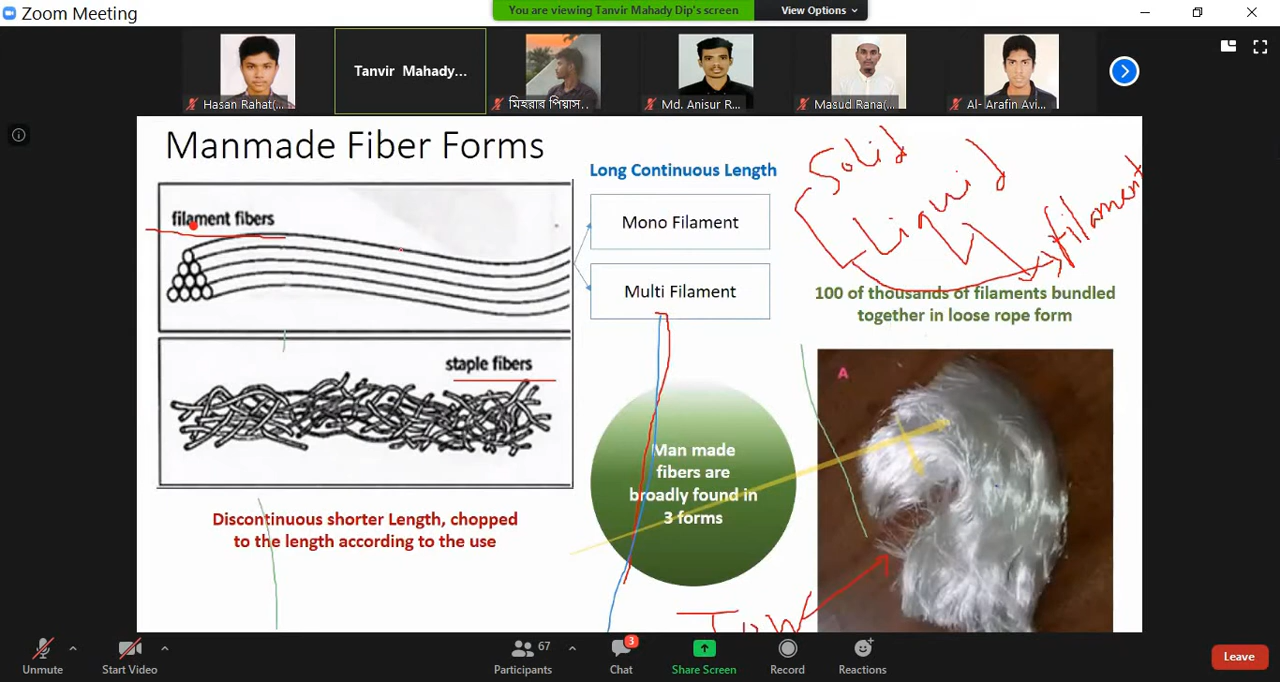 Zoom Meeting
You are viewing Tanvir Mahady Dip's screen
View Options
Hasan Rahat(...
Tanvir Mahady...
মিহরাব পিয়াস...
Md. Anisur R...
Masud Rana(...
Al- Arafin Avi...
Manmade Fiber Forms
filament fibers
staple fibers
Discontinuous shorter Length, chopped
to the length according to the use
Long Continuous Length
Mono Filament
Multi Filament
Man made
fibers are
broadly found in
3 forms
Solid
Liquid
filament
100 of thousands of filaments bundled
together in loose rope form
A
Tow
Unmute
Start Video
67
Participants
3
Chat
Share Screen
Record
Reactions
Leave